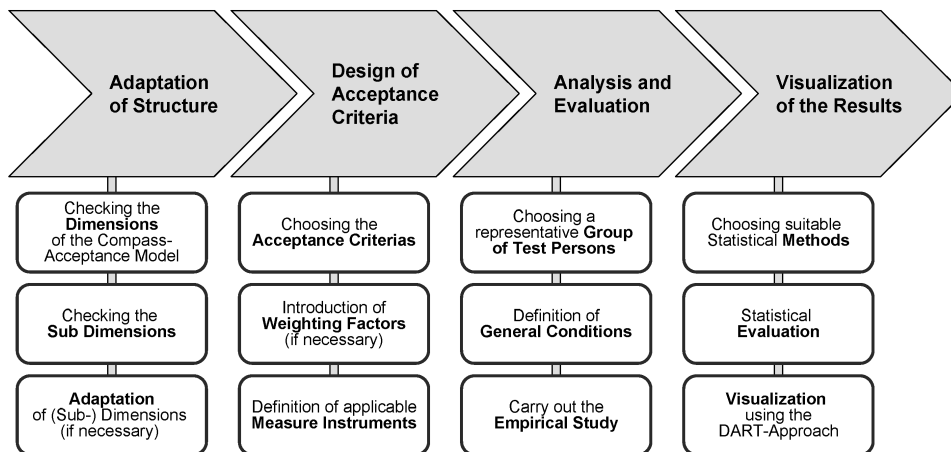 Adaptation
of Structure
Design of
Acceptance
Criteria
Analysis and
Evaluation
Visualization
of the Results
Checking the
Dimensions
of the Compass-
Acceptance Model
Checking the
Sub Dimensions
Adaptation
of (Sub-) Dimensions
(if necessary)
Choosing the
Acceptance Criterias
Introduction of
Weighting Factors
(if necessary)
Definition of applicable
Measure Instruments
Choosing a
representative Group
of Test Persons
Definition of
General Conditions
Carry out the
Empirical Study
Choosing suitable
Statistical Methods
Statistical
Evaluation
Visualization
using the
DART-Approach